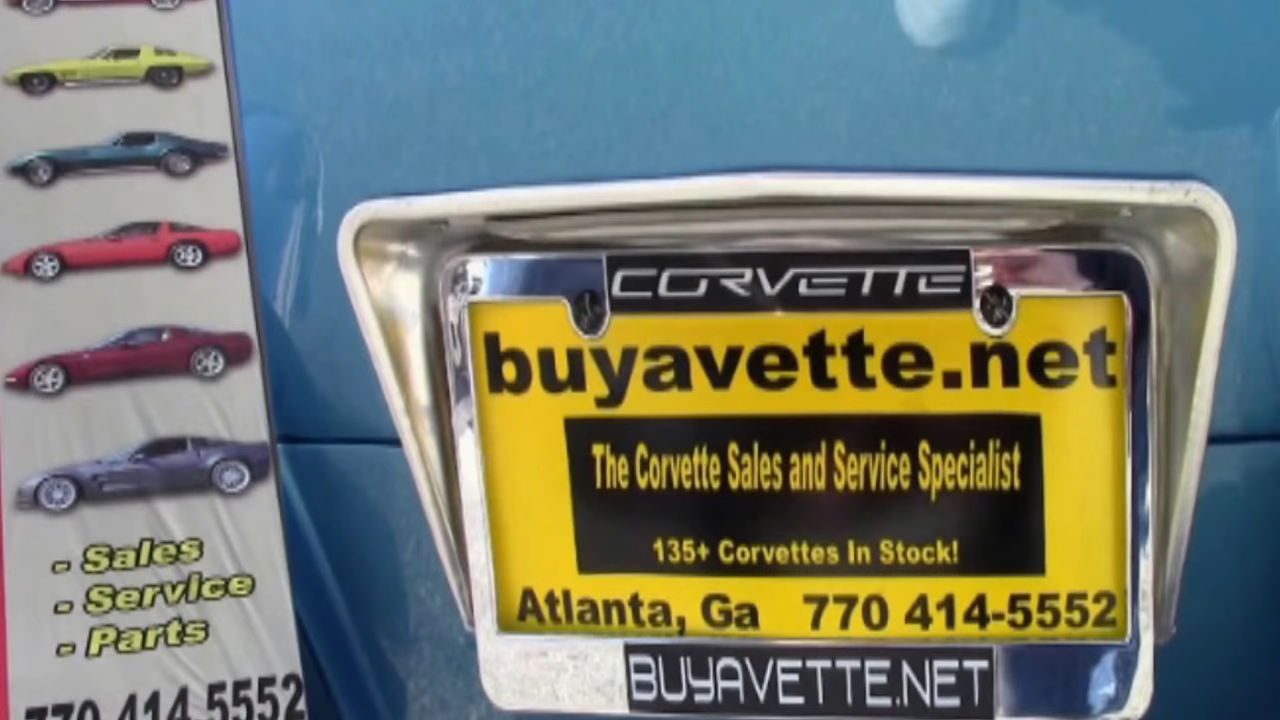 CORVETTE
buyavette.net
The Corvette Sales and Service Specialist
135+ Corvettes In Stock!
Atlanta, Ga 770 414-5552
BUYAVETTE.NET
- Sales
- Service
- Parts
770 414-5552